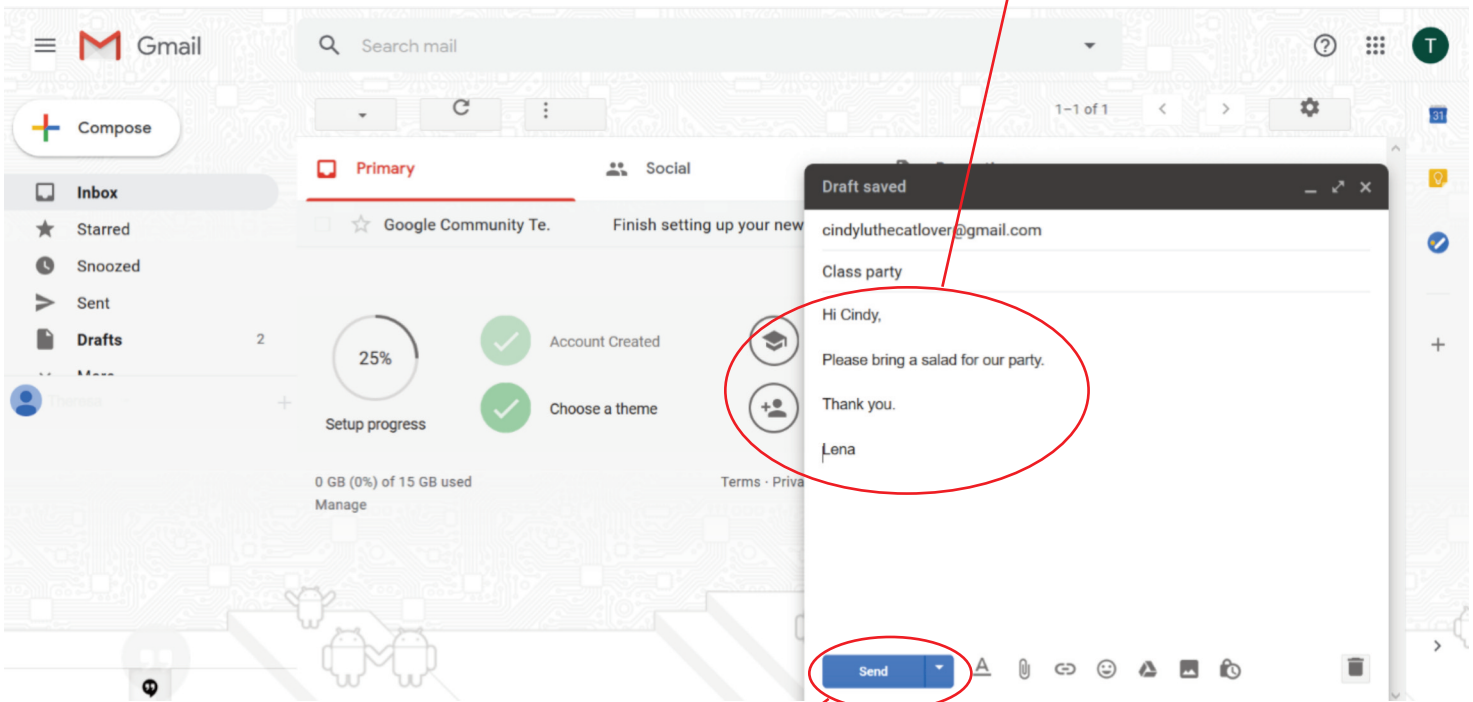 Gmail
Search mail
T
Compose
1–1 of 1
31
Primary
Social
Inbox
Draft saved
Starred
Google Community Te.
Finish setting up your new
cindyluthecatlover@gmail.com
Snoozed
Class party
Sent
Hi Cindy,
Drafts
2
25%
Account Created
Please bring a salad for our party.
Choose a theme
Thank you.
Setup progress
Lena
0 GB (0%) of 15 GB used
Terms · Priva
Manage
Send